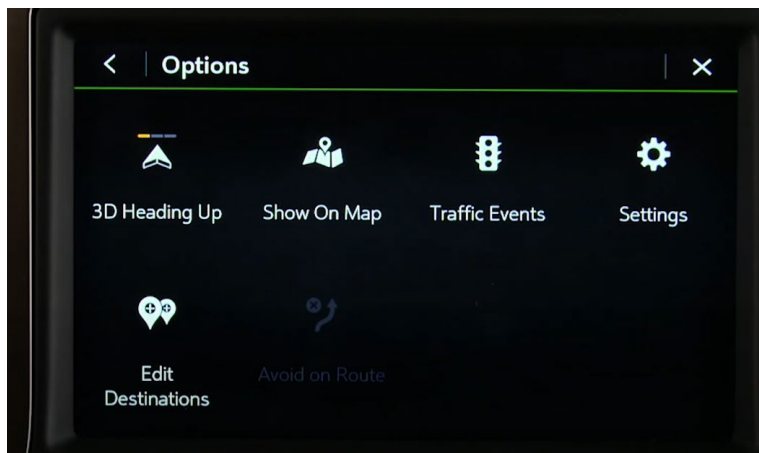 Options
3D Heading Up
Show On Map
Traffic Events
Settings
Edit
Destinations
Avoid on Route